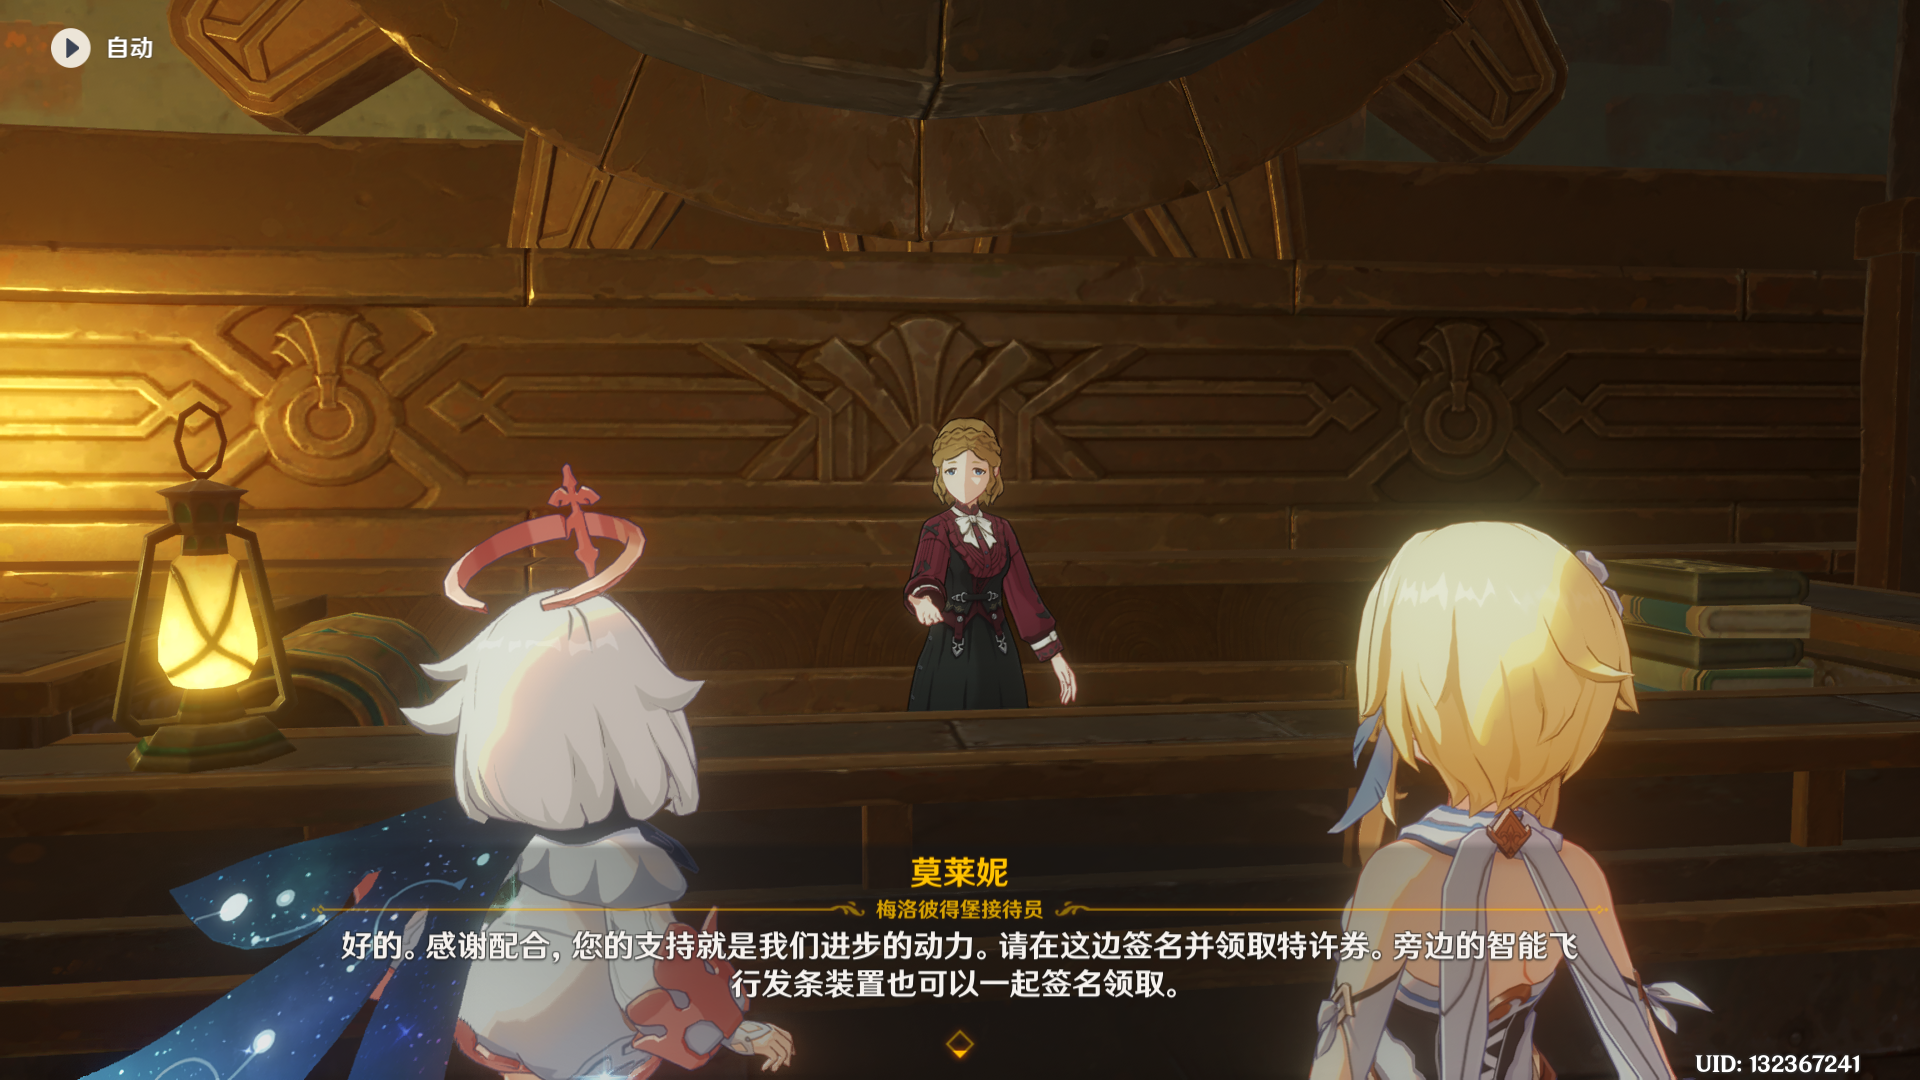 自动
莫莱妮
梅洛彼得堡接待员
好的。感谢配合，您的支持就是我们进步的动力。请在这边签名并领取特许券。旁边的智能飞
行发条装置也可以一起签名领取。
UID: 132367241